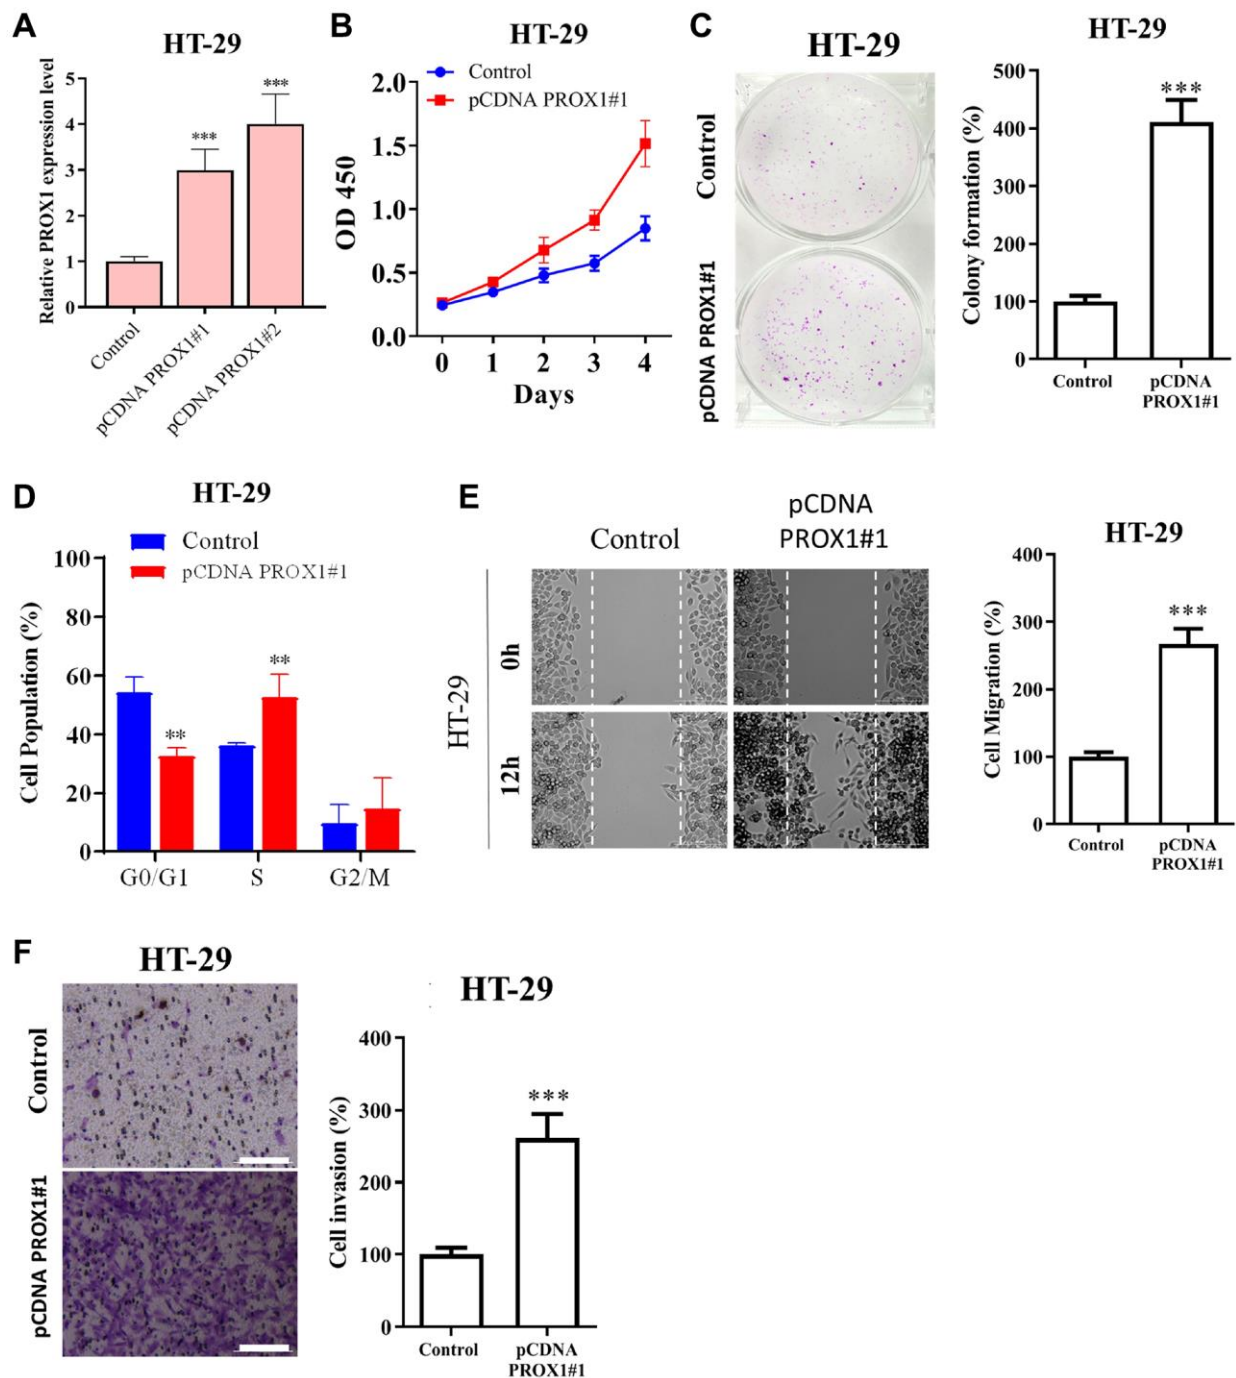 A
HT-29
Relative PROX1 expression level
5
4
3
2
1
0
***
***
Control
pCDNA PROX1#1
pCDNA PROX1#2
B
HT-29
Control
pCDNA PROX1#1
OD 450
2.0
1.5
1.0
0.5
0.0
0 1 2 3 4
Days
C
HT-29
Control
pCDNA PROX1#1
HT-29
Colony formation (%)
500
400
300
200
100
0
***
Control
pCDNA
PROX1#1
D
HT-29
Control
pCDNA PROX1#1
Cell Population (%)
100
80
60
40
20
0
**
**
G0/G1 S G2/M
E
Control
pCDNA
PROX1#1
HT-29
0h
12h
HT-29
Cell Migration (%)
400
300
200
100
0
***
Control
pCDNA
PROX1#1
F
HT-29
Control
pCDNA PROX1#1
HT-29
Cell invasion (%)
400
300
200
100
0
***
Control
pCDNA
PROX1#1